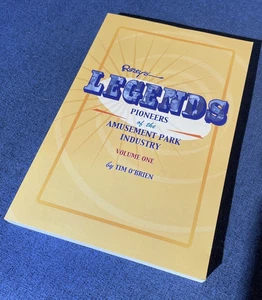 Ripley's
LEGENDS
PIONEERS
of the
AMUSEMENT PARK
INDUSTRY
VOLUME ONE
by TIM O'BRIEN